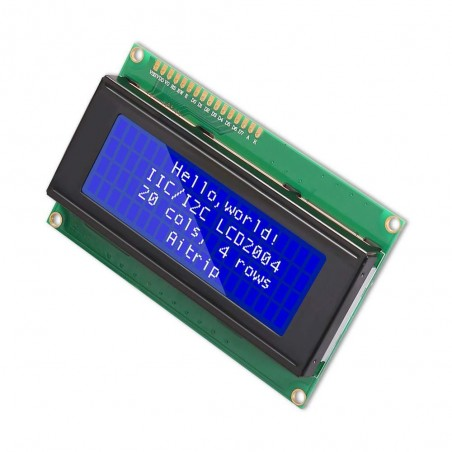 Hello, world!
IIC/I2C LCD2004
20 cols, 4 rows
Aitrip